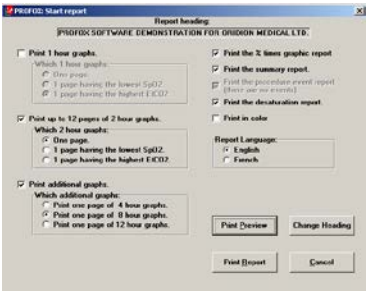 PROFOX: Start report
Report heading:
PROFOX SOFTWARE DEMONSTRATION FOR ORIDION MEDICAL LTD.
Print 1 hour graphs.
Which 1 hour graphs:
One page.
1 page having the lowest SpO2.
1 page having the highest EtCO2.
Print up to 12 pages of 2 hour graphs.
Which 2 hour graphs:
One page.
1 page having the lowest SpO2.
1 page having the highest EtCO2.
Print additional graphs.
Which additional graphs:
Print one page of 4 hour graphs.
Print one page of 8 hour graphs.
Print one page of 12 hour graphs.
Print the % times graphic report
Print the summary report.
Print the procedure event report
(there are no events)
Print the desaturation report.
Print in color
Report Language:
English
French
Print Preview
Change Heading
Print Report
Cancel